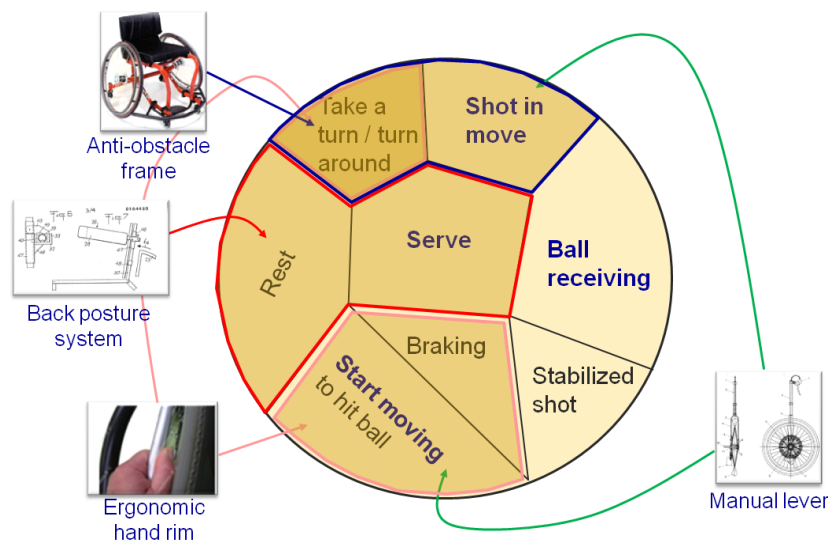 Take a
turn / turn
around
Shot in
move
Anti-obstacle
frame
Serve
Ball
receiving
Rest
Back posture
system
Braking
Start moving
to hit ball
Stabilized
shot
Ergonomic
hand rim
Manual lever